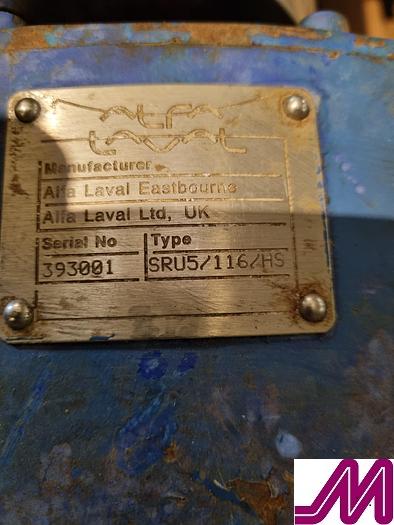 alfa
laval
Manufacturer
Alfa Laval Eastbourne
Alfa Laval Ltd, UK
Serial No
Type
393001
SRU5/116/HS
M